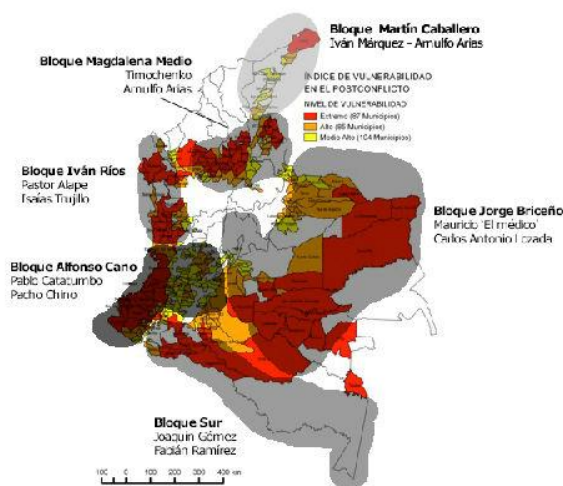 Bloque Martín Caballero
Iván Márquez - Arnulfo Arias
Bloque Magdalena Medio
Timochenko
Arnulfo Arias
ÍNDICE DE VULNERABILIDAD
EN EL POSTCONFLICTO
NIVEL DE VULNERABILIDAD
Extremo (87 Municipios)
Alto (85 Municipios)
Medio Alto (104 Municipios)
Bloque Iván Ríos
Pastor Alape
Isaías Trujillo
Bloque Jorge Briceño
Mauricio 'El médico'
Carlos Antonio Lozada
Bloque Alfonso Cano
Pablo Catatumbo
Pacho Chino
Bloque Sur
Joaquín Gómez
Fabián Ramírez
100 0 100 200 300 400 km